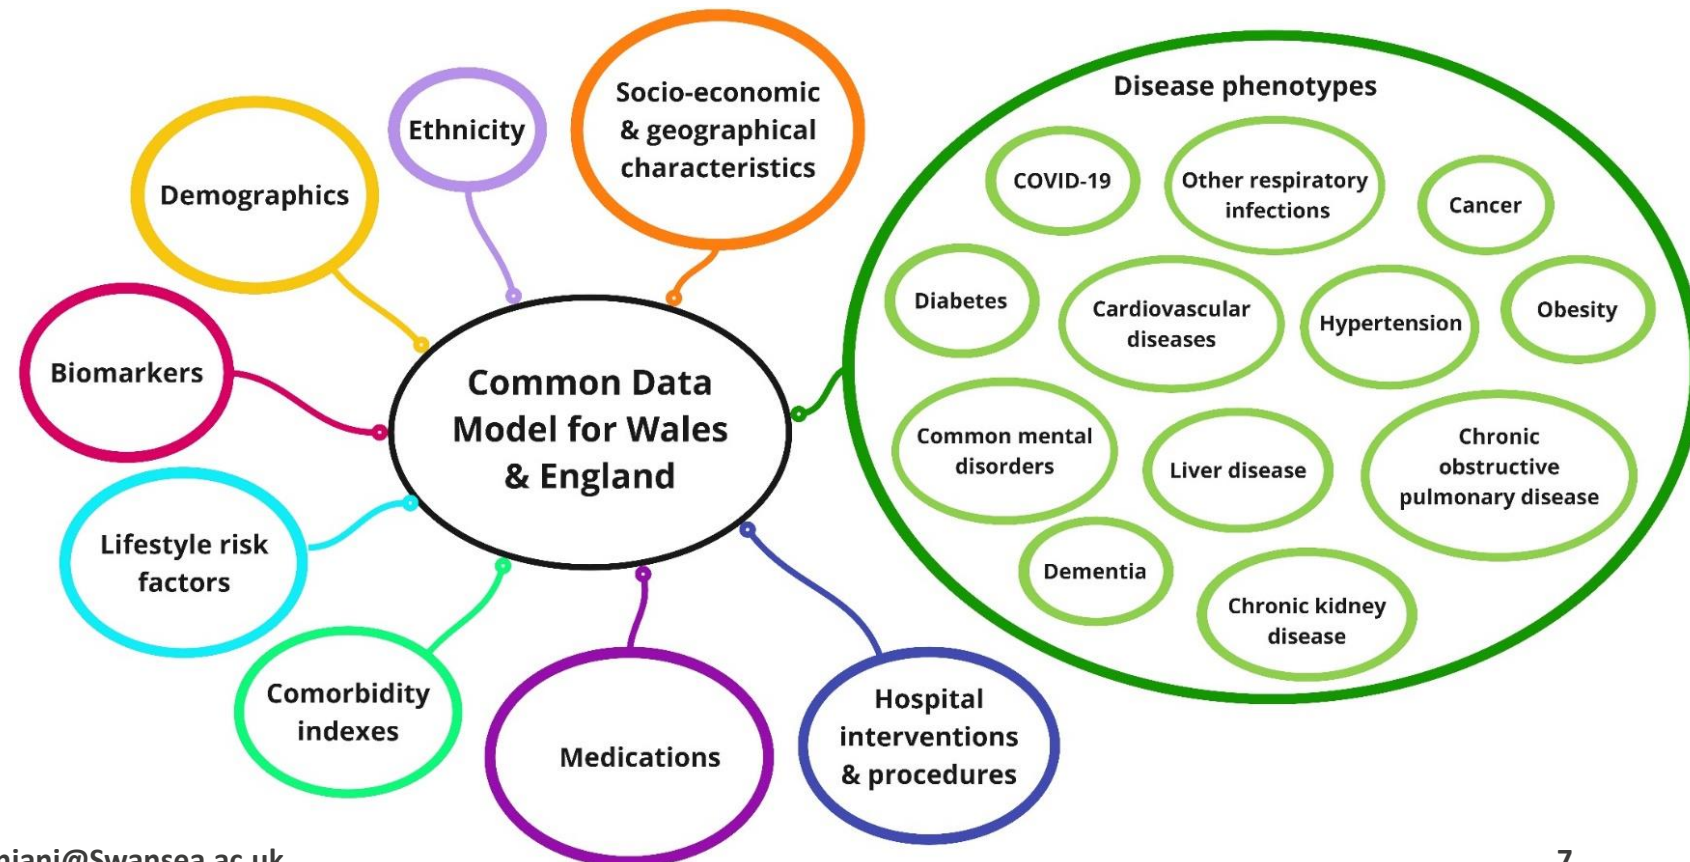 Socio-economic
& geographical
characteristics
Ethnicity
Demographics
Biomarkers
Lifestyle risk
factors
Comorbidity
indexes
Medications
Hospital
interventions
& procedures
Common Data
Model for Wales
& England
Disease phenotypes
COVID-19
Other respiratory
infections
Cancer
Diabetes
Cardiovascular
diseases
Hypertension
Obesity
Common mental
disorders
Liver disease
Chronic
obstructive
pulmonary disease
Dementia
Chronic kidney
disease
7